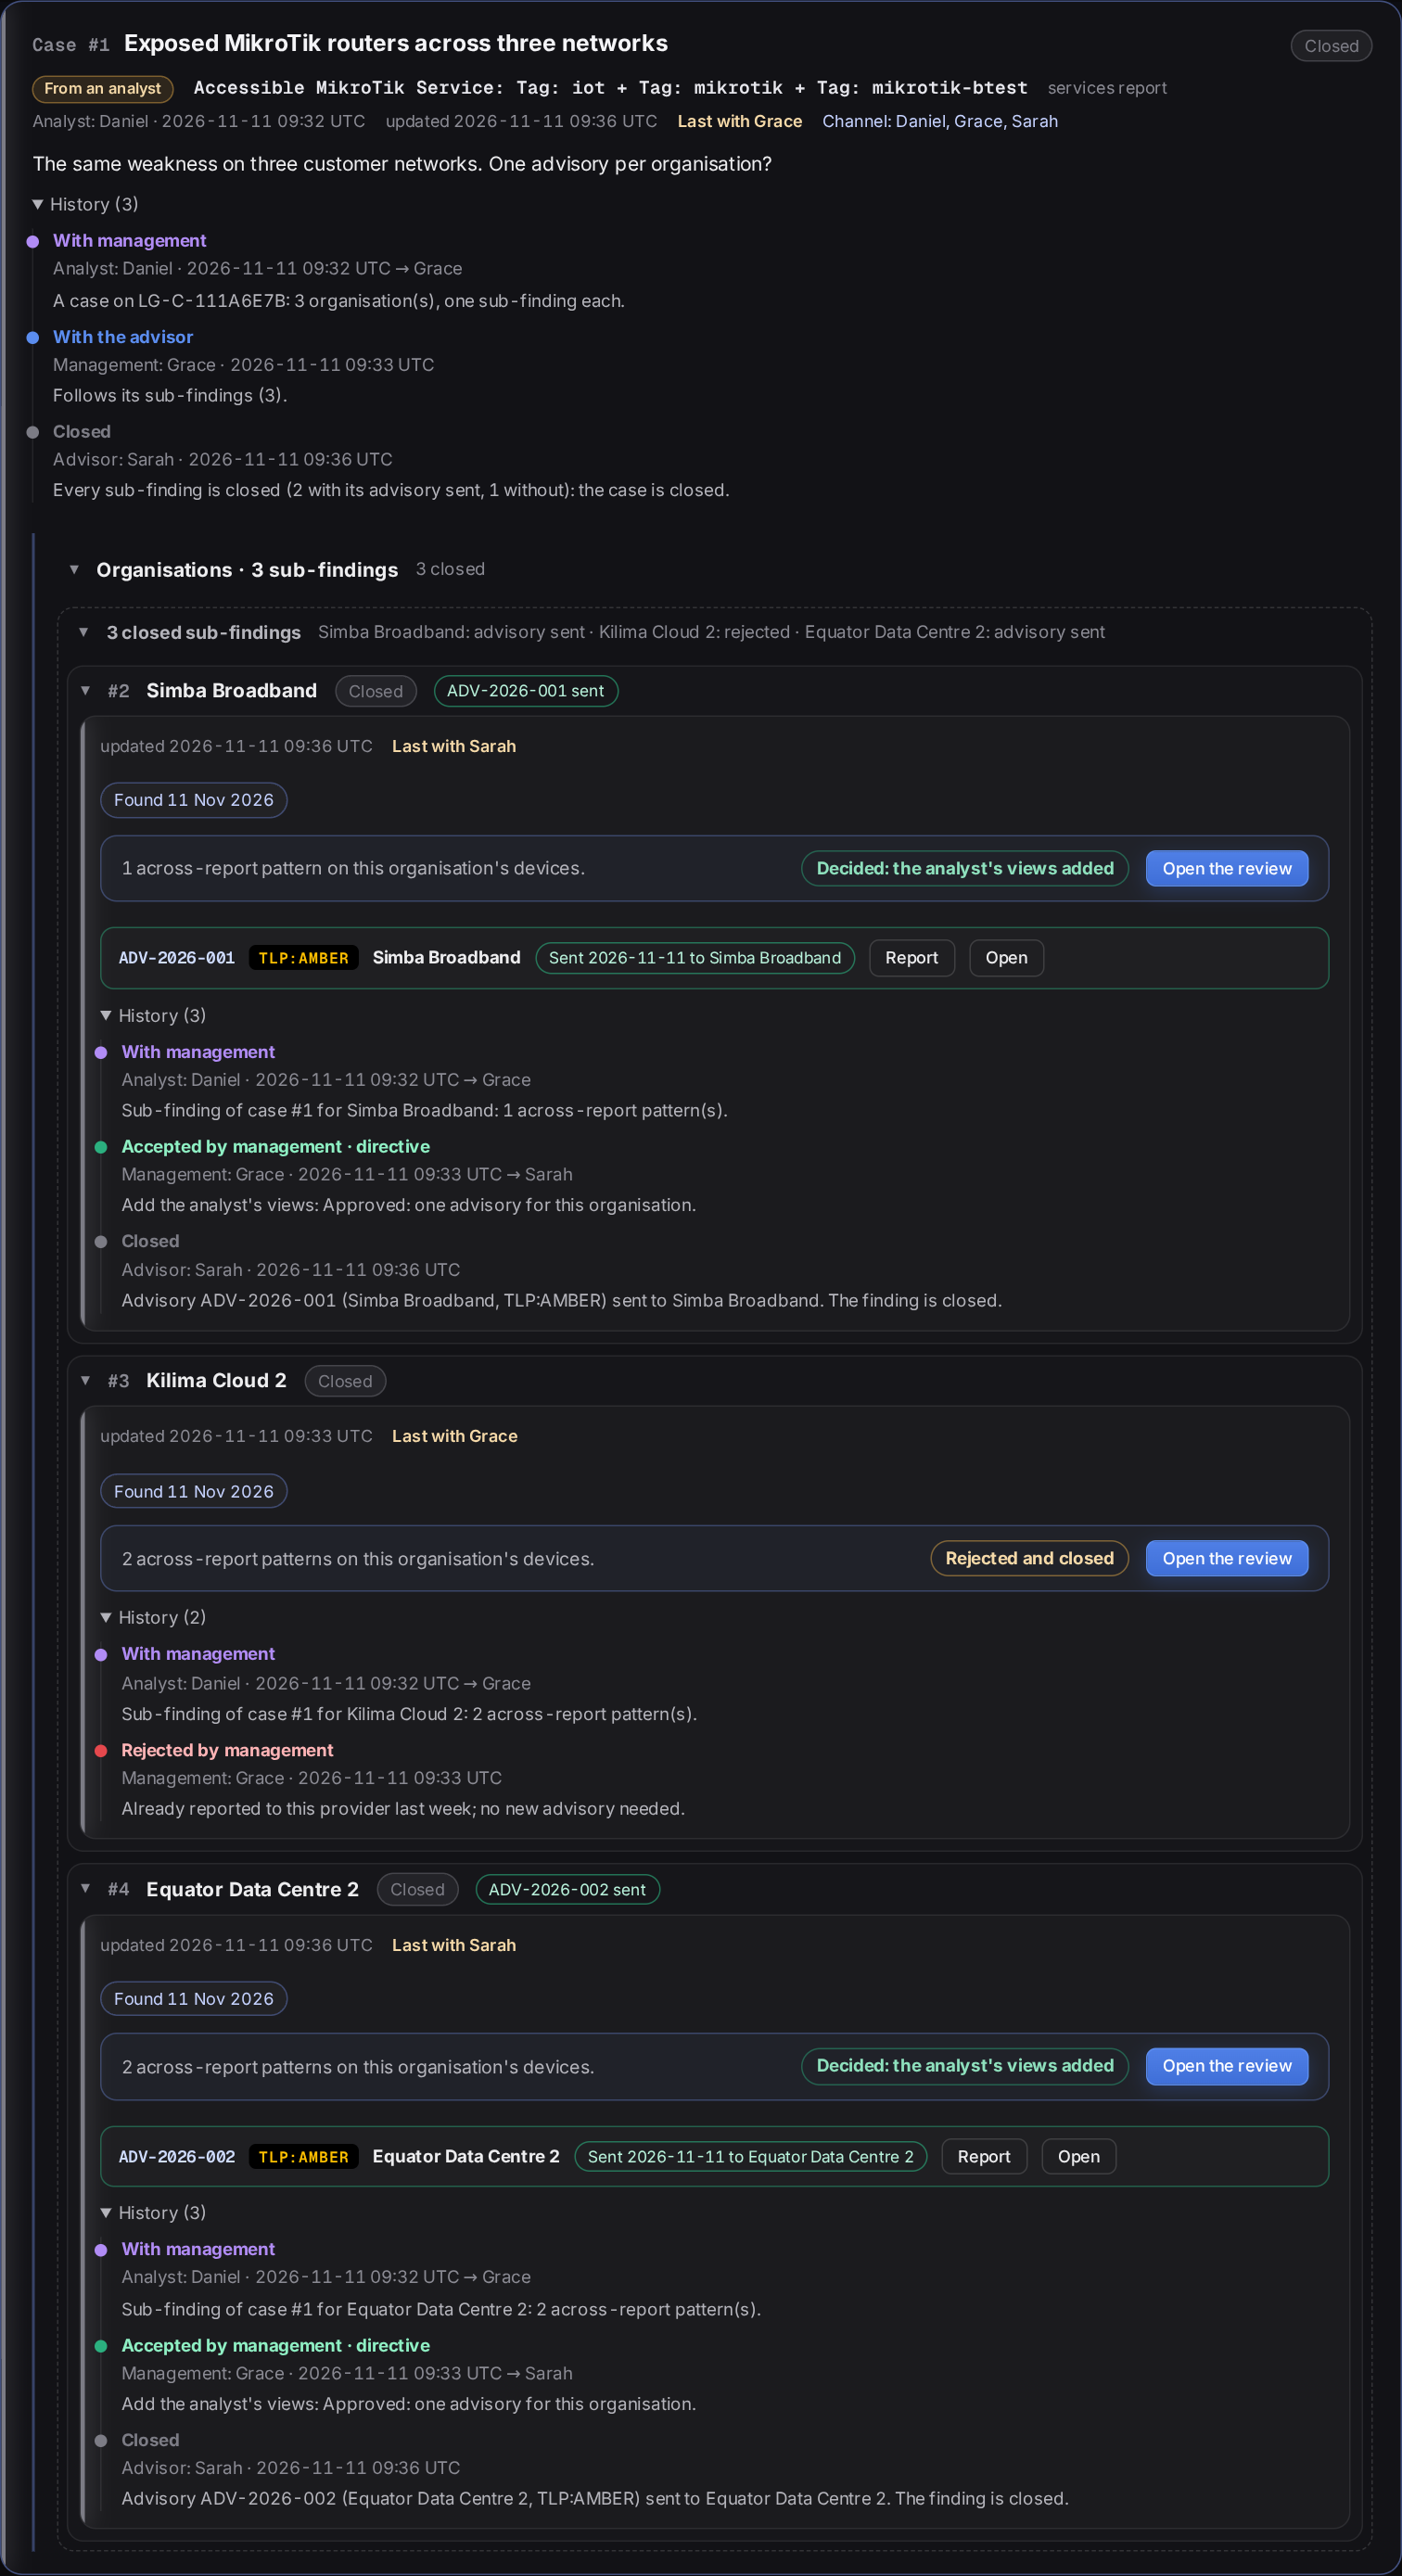 Case #1 Exposed MikroTik routers across three networks Closed
From an analyst Accessible MikroTik Service: Tag: iot + Tag: mikrotik + Tag: mikrotik-btest services report
Analyst: Daniel · 2026-11-11 09:32 UTC updated 2026-11-11 09:36 UTC Last with Grace Channel: Daniel, Grace, Sarah
The same weakness on three customer networks. One advisory per organisation?
▼ History (3)
With management
Analyst: Daniel · 2026-11-11 09:32 UTC → Grace
A case on LG-C-111A6E7B: 3 organisation(s), one sub-finding each.
With the advisor
Management: Grace · 2026-11-11 09:33 UTC
Follows its sub-findings (3).
Closed
Advisor: Sarah · 2026-11-11 09:36 UTC
Every sub-finding is closed (2 with its advisory sent, 1 without): the case is closed.
▼ Organisations · 3 sub-findings 3 closed
▼ 3 closed sub-findings Simba Broadband: advisory sent · Kilima Cloud 2: rejected · Equator Data Centre 2: advisory sent
▼ #2 Simba Broadband Closed ADV-2026-001 sent
updated 2026-11-11 09:36 UTC Last with Sarah
Found 11 Nov 2026
1 across-report pattern on this organisation's devices. Decided: the analyst's views added Open the review
ADV-2026-001 TLP:AMBER Simba Broadband Sent 2026-11-11 to Simba Broadband Report Open
▼ History (3)
With management
Analyst: Daniel · 2026-11-11 09:32 UTC → Grace
Sub-finding of case #1 for Simba Broadband: 1 across-report pattern(s).
Accepted by management · directive
Management: Grace · 2026-11-11 09:33 UTC → Sarah
Add the analyst's views: Approved: one advisory for this organisation.
Closed
Advisor: Sarah · 2026-11-11 09:36 UTC
Advisory ADV-2026-001 (Simba Broadband, TLP:AMBER) sent to Simba Broadband. The finding is closed.
▼ #3 Kilima Cloud 2 Closed
updated 2026-11-11 09:33 UTC Last with Grace
Found 11 Nov 2026
2 across-report patterns on this organisation's devices. Rejected and closed Open the review
▼ History (2)
With management
Analyst: Daniel · 2026-11-11 09:32 UTC → Grace
Sub-finding of case #1 for Kilima Cloud 2: 2 across-report pattern(s).
Rejected by management
Management: Grace · 2026-11-11 09:33 UTC
Already reported to this provider last week; no new advisory needed.
▼ #4 Equator Data Centre 2 Closed ADV-2026-002 sent
updated 2026-11-11 09:36 UTC Last with Sarah
Found 11 Nov 2026
2 across-report patterns on this organisation's devices. Decided: the analyst's views added Open the review
ADV-2026-002 TLP:AMBER Equator Data Centre 2 Sent 2026-11-11 to Equator Data Centre 2 Report Open
▼ History (3)
With management
Analyst: Daniel · 2026-11-11 09:32 UTC → Grace
Sub-finding of case #1 for Equator Data Centre 2: 2 across-report pattern(s).
Accepted by management · directive
Management: Grace · 2026-11-11 09:33 UTC → Sarah
Add the analyst's views: Approved: one advisory for this organisation.
Closed
Advisor: Sarah · 2026-11-11 09:36 UTC
Advisory ADV-2026-002 (Equator Data Centre 2, TLP:AMBER) sent to Equator Data Centre 2. The finding is closed.